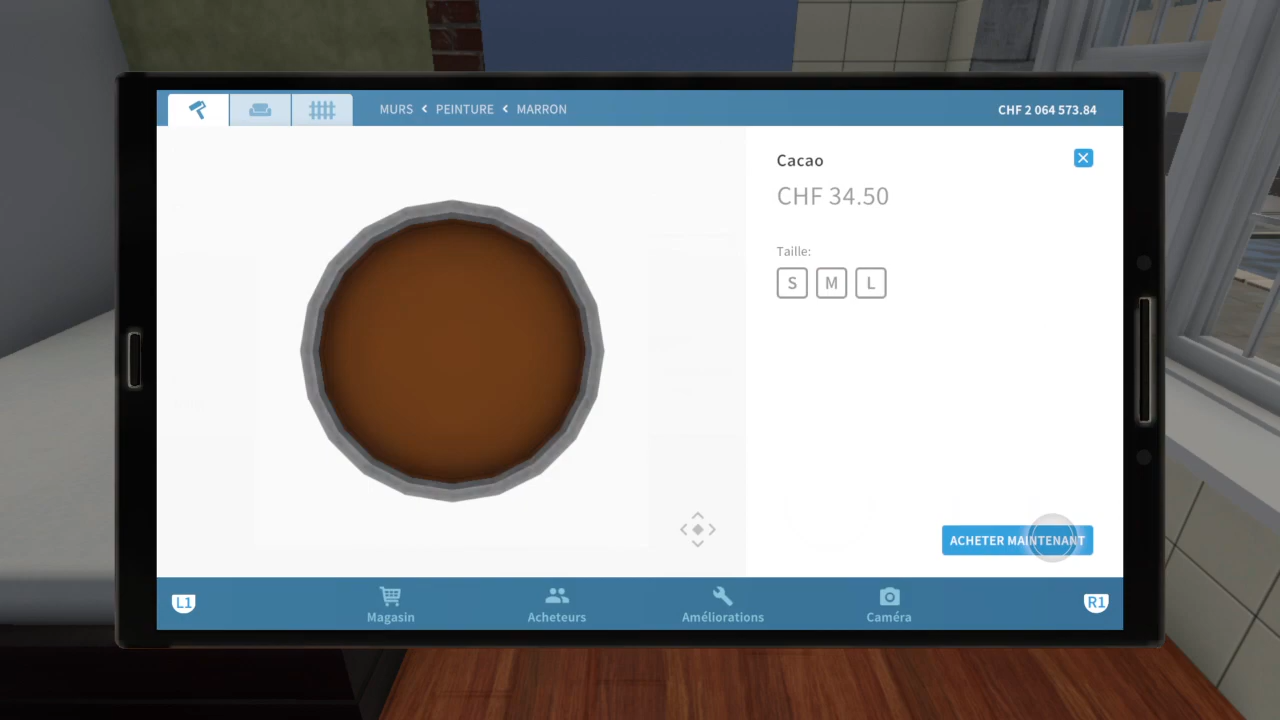 MURS < PEINTURE < MARRON
CHF 2 064 573.84
Cacao
CHF 34.50
Taille:
S M L
ACHETER MAINTENANT
L1
Magasin
Acheteurs
Améliorations
Caméra
R1